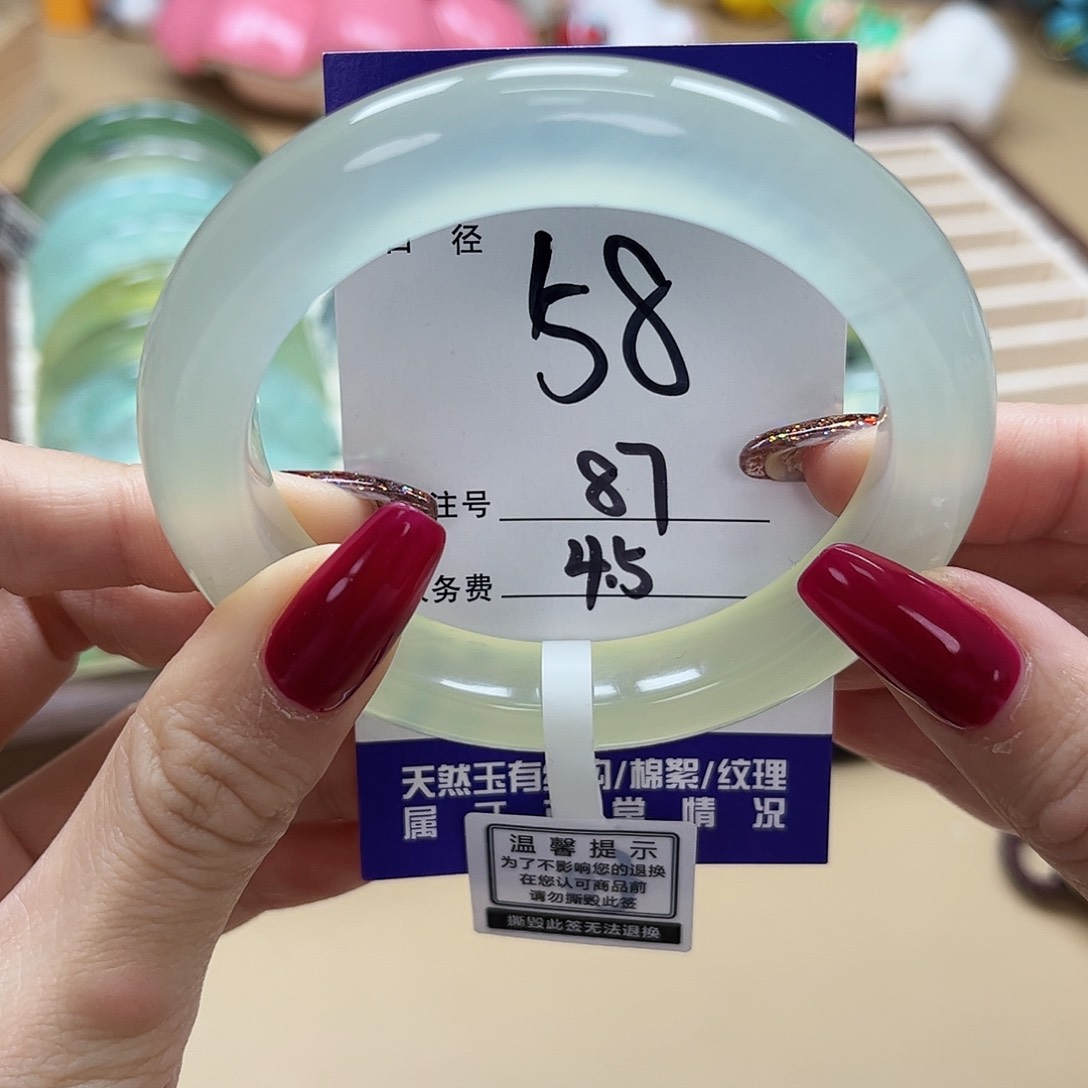 径 58
注号 87
务费 4.5
天然玉有 /棉絮/纹理
属 情 况
温馨提示
为了不影响您的退换
在您认可商品前
请勿撕毁此签
撕毁此签无法退换